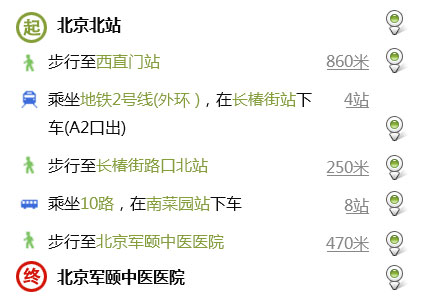 起 北京北站
步行至西直门站 860米
乘坐地铁2号线(外环)，在长椿街站下 4站
车(A2口出)
步行至长椿街路口北站 250米
乘坐10路，在南菜园站下车 8站
步行至北京军颐中医医院 470米
终 北京军颐中医医院